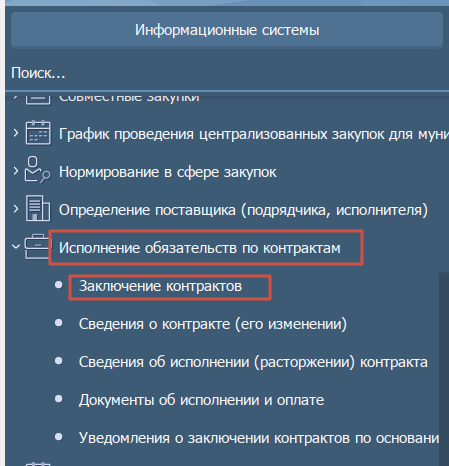 Информационные системы
Поиск...
Совместные закупки
График проведения централизованных закупок для муни
Нормирование в сфере закупок
Определение поставщика (подрядчика, исполнителя)
Исполнение обязательств по контрактам
Заключение контрактов
Сведения о контракте (его изменении)
Сведения об исполнении (расторжении) контракта
Документы об исполнении и оплате
Уведомления о заключении контрактов по основани